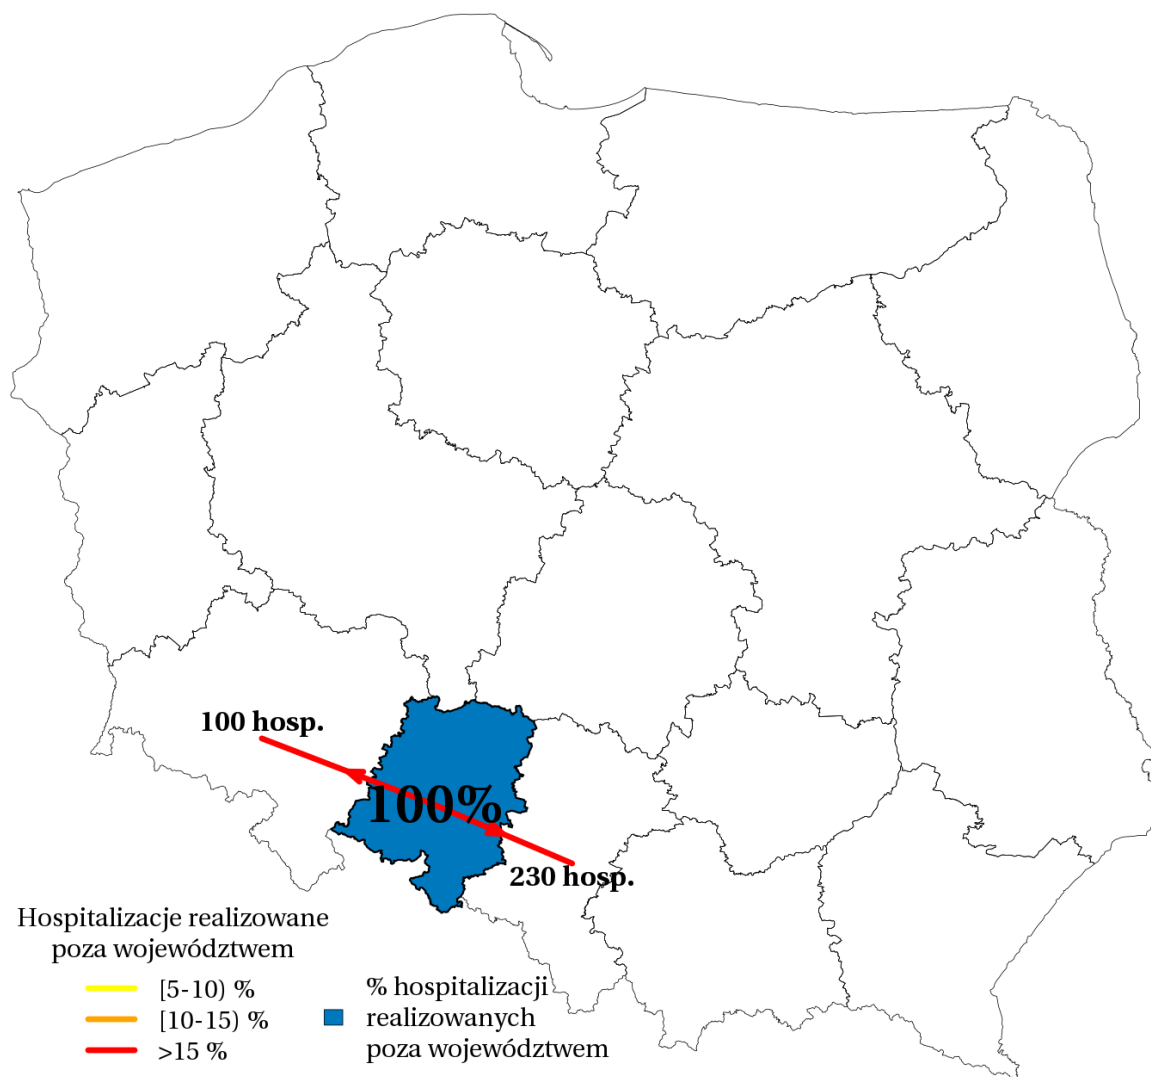 100 hosp.
100%
230 hosp.
Hospitalizacje realizowane
poza województwem
[5-10) %
[10-15) %
>15 %
% hospitalizacji
realizowanych
poza województwem